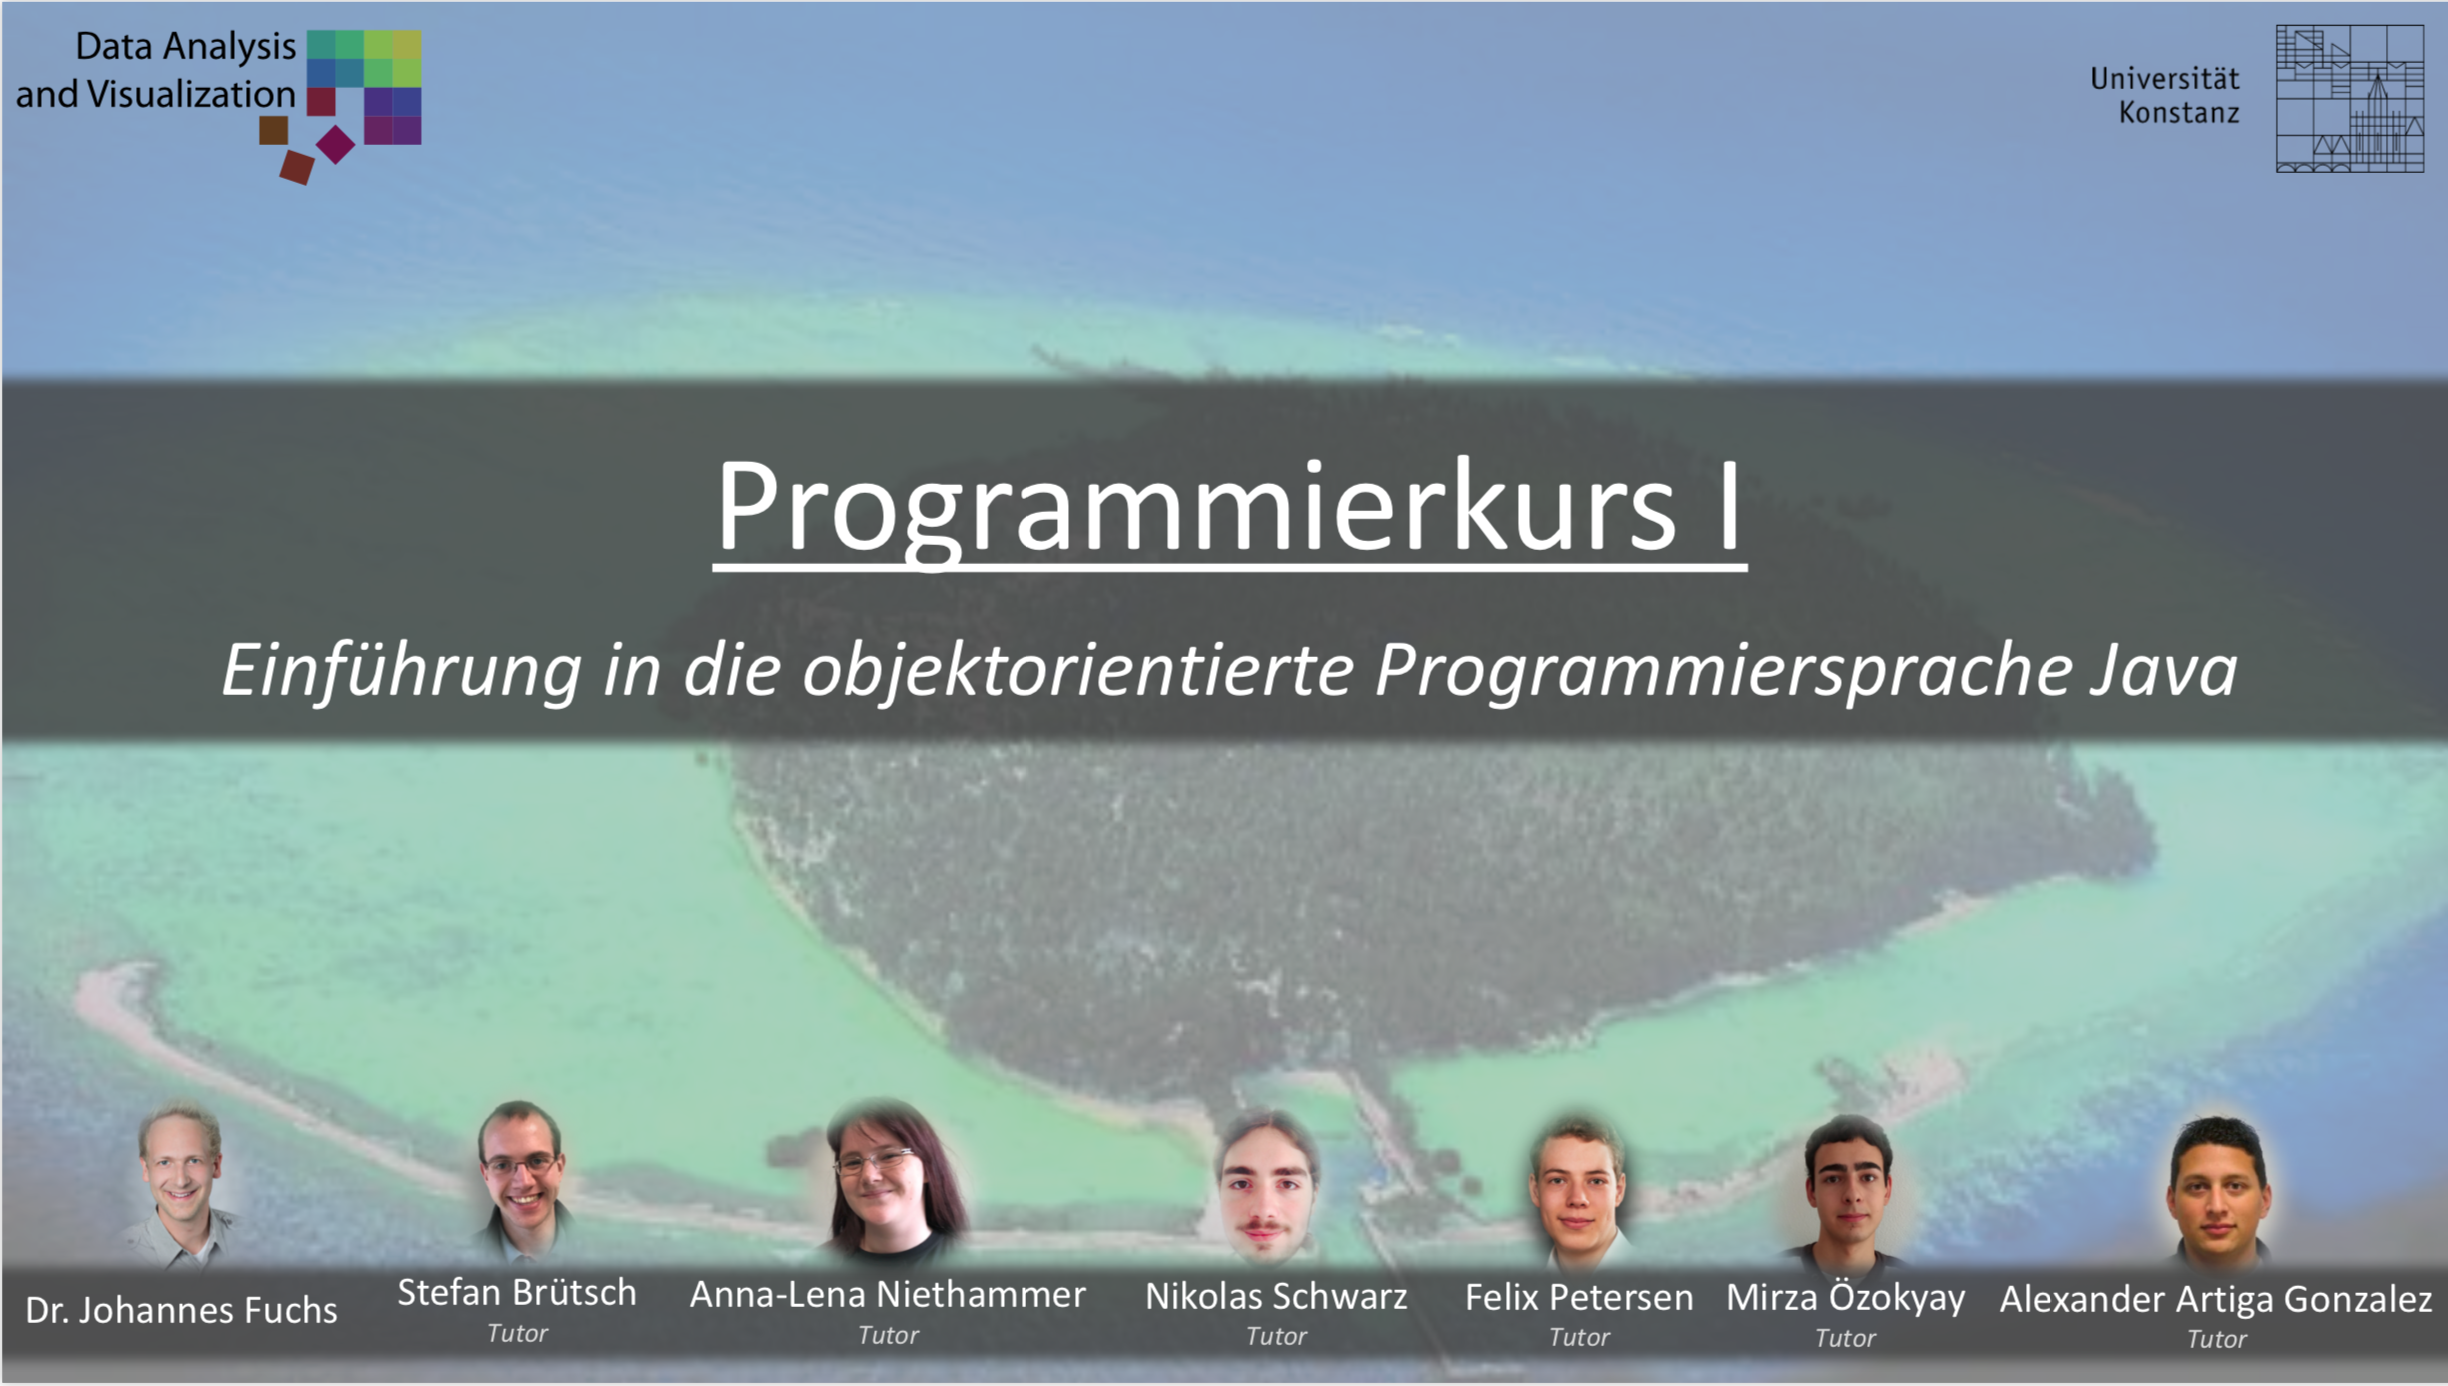 Data Analysis
and Visualization
Universität
Konstanz
Programmierkurs I
Einführung in die objektorientierte Programmiersprache Java
Dr. Johannes Fuchs
Stefan Brütsch
Tutor
Anna-Lena Niethammer
Tutor
Nikolas Schwarz
Tutor
Felix Petersen
Tutor
Mirza Özokyay
Tutor
Alexander Artiga Gonzalez
Tutor